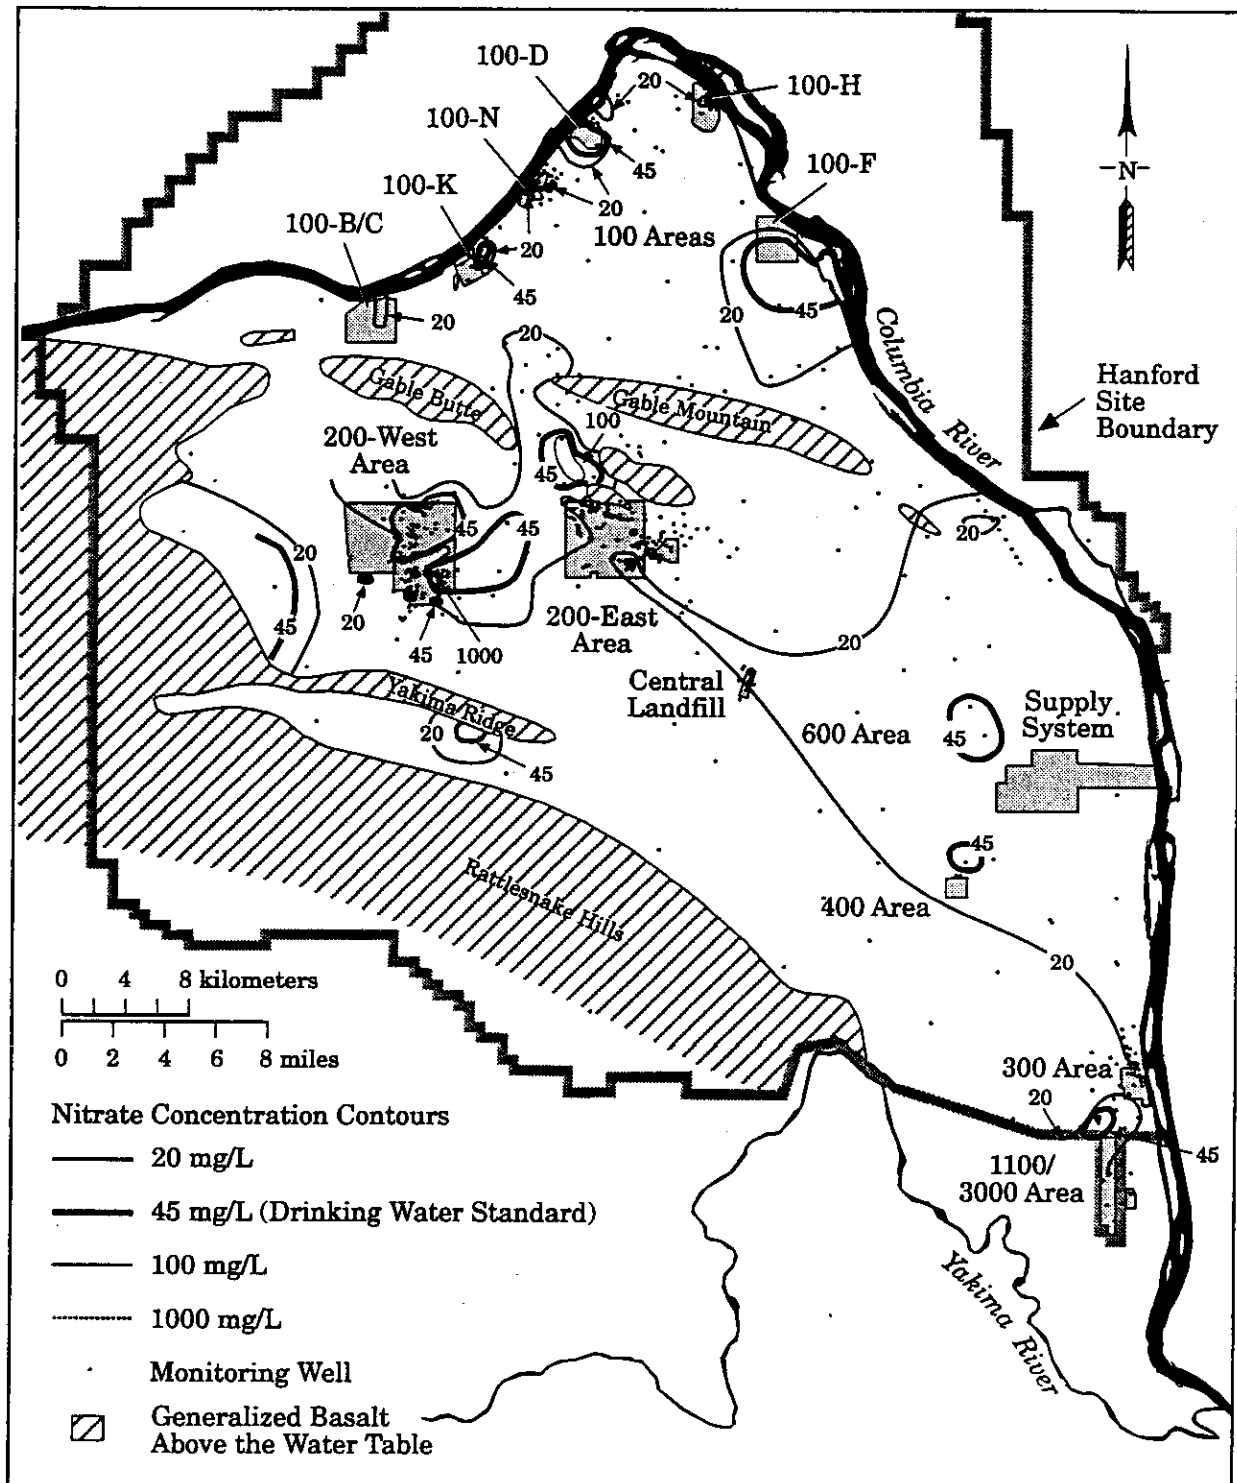 100-D
20
100-H
100-N
45
100-F
100-K
20
20
100 Areas
100-B/C
20
45
20
45
20
20
Columbia River
Gable Butte
Gable Mountain
Hanford
Site
Boundary
N
100
200-West
Area
45
45
45
20
20
45
20
45
1000
200-East
Area
20
Central
Landfill
Yakima Ridge
20
45
600 Area
45
Supply
System
45
400 Area
Rattlesnake Hills
20
0 4 8 kilometers
0 2 4 6 8 miles
300 Area
20
45
1100/
3000 Area
Yakima River
Nitrate Concentration Contours
20 mg/L
45 mg/L (Drinking Water Standard)
100 mg/L
1000 mg/L
Monitoring Well
Generalized Basalt
Above the Water Table